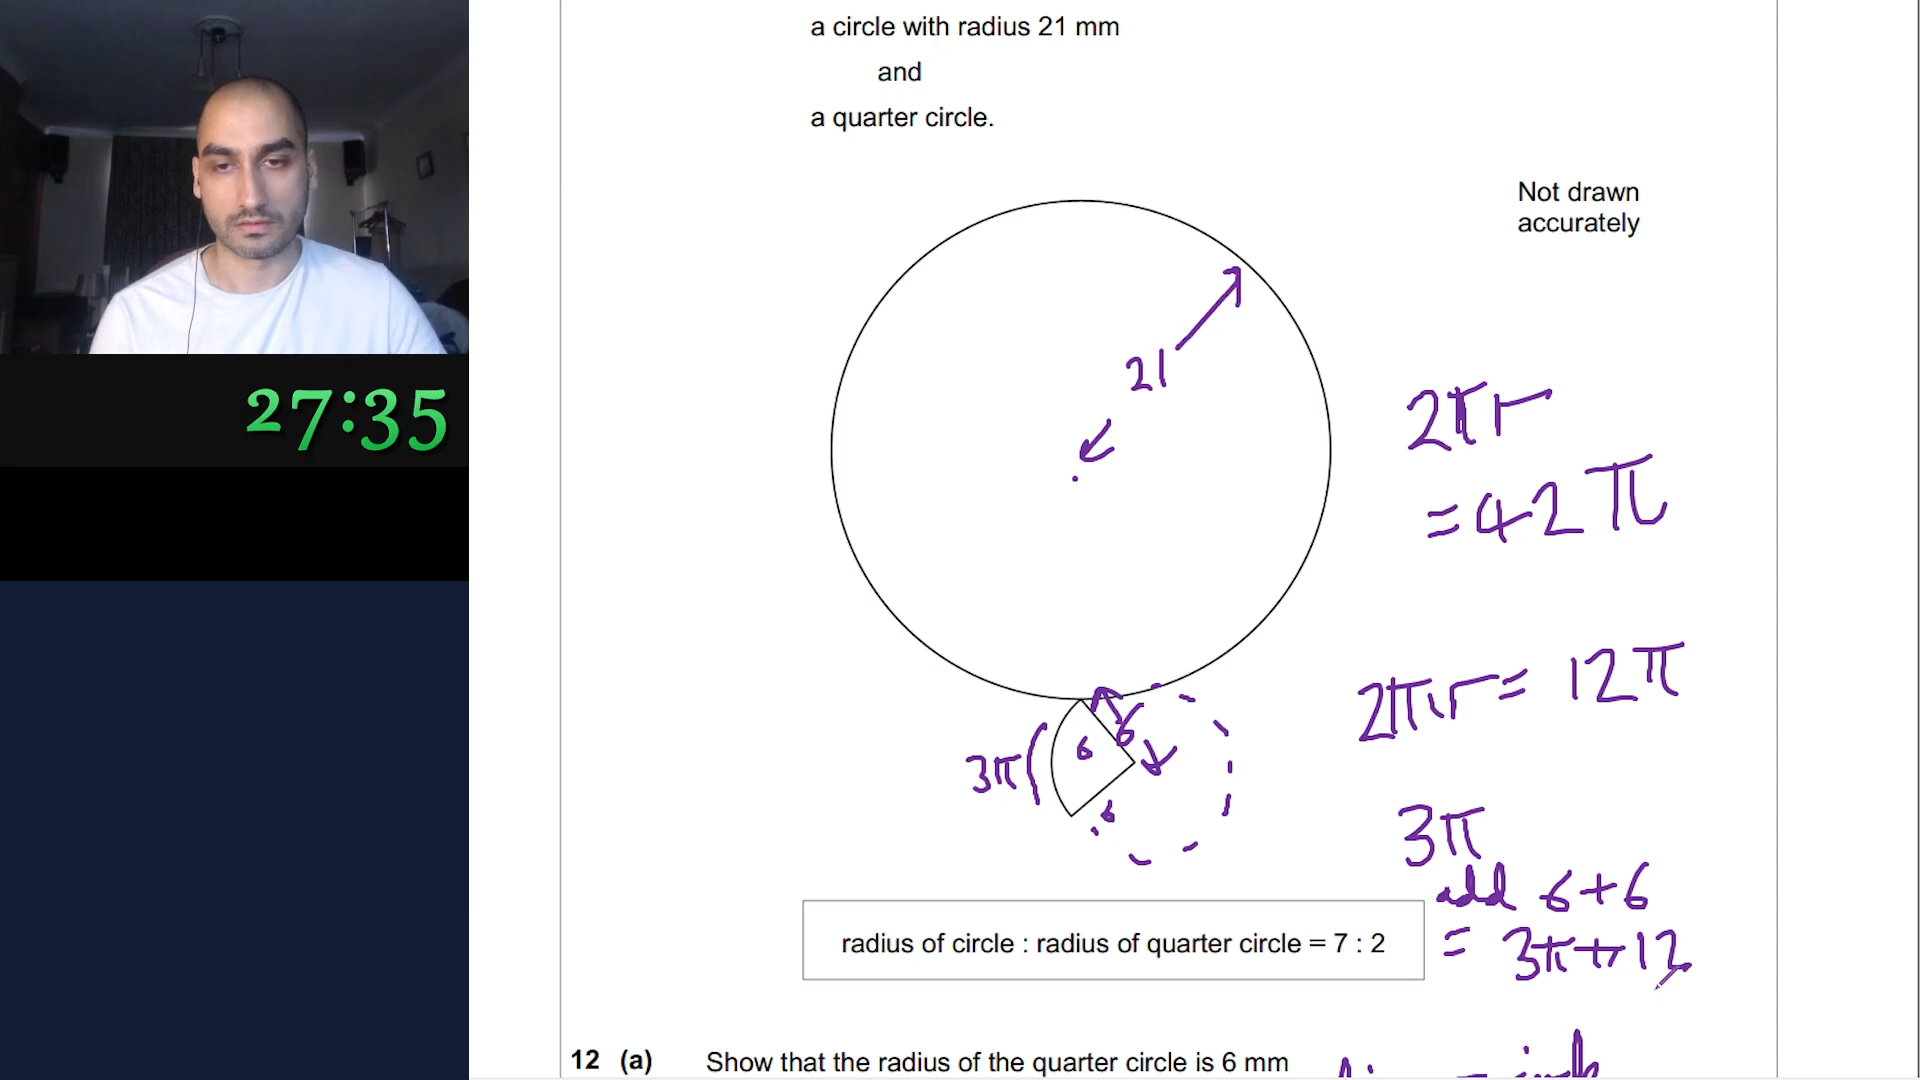 a circle with radius 21 mm
and
a quarter circle.
Not drawn
accurately
27:35
21
2πr
= 42π
2πr = 12π
6
6
3π
6
3π
add 6+6
= 3π + 12
radius of circle : radius of quarter circle = 7 : 2
12 (a) Show that the radius of the quarter circle is 6 mm